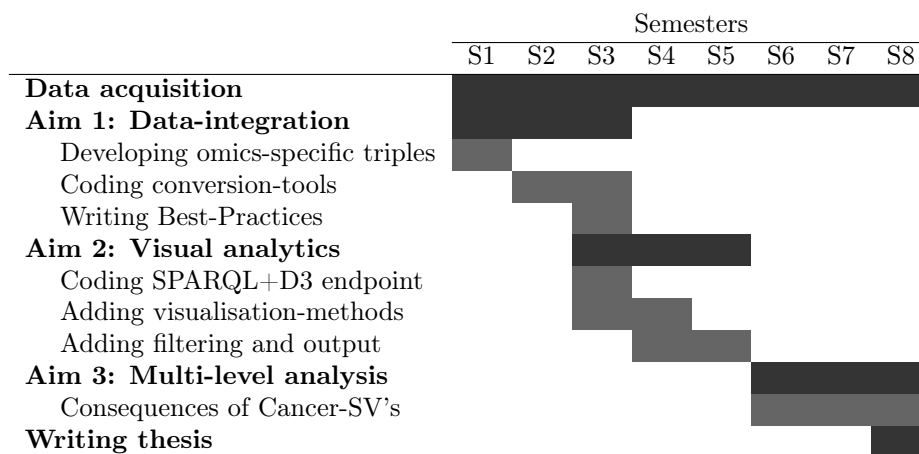 Semesters
S1 S2 S3 S4 S5 S6 S7 S8
Data acquisition
Aim 1: Data-integration
Developing omics-specific triples
Coding conversion-tools
Writing Best-Practices
Aim 2: Visual analytics
Coding SPARQL+D3 endpoint
Adding visualisation-methods
Adding filtering and output
Aim 3: Multi-level analysis
Consequences of Cancer-SV's
Writing thesis